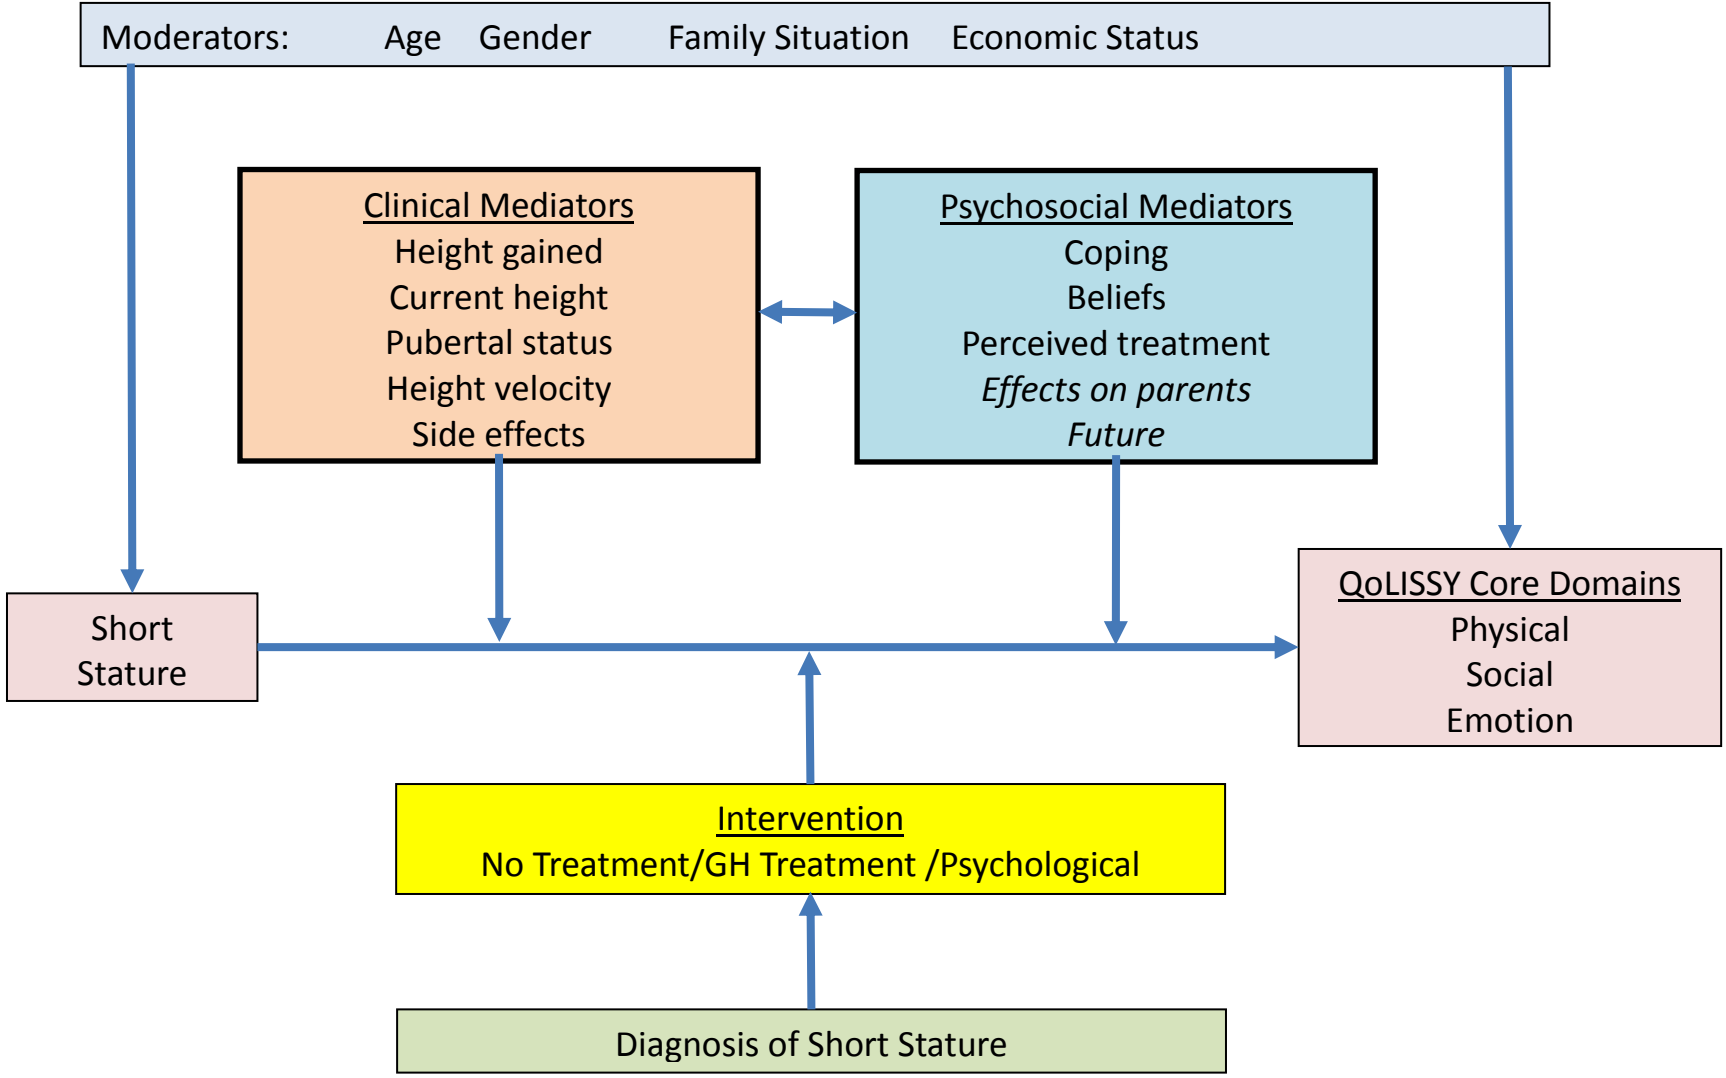 Moderators: Age Gender Family Situation Economic Status
Clinical Mediators
Height gained
Current height
Pubertal status
Height velocity
Side effects
Psychosocial Mediators
Coping
Beliefs
Perceived treatment
Effects on parents
Future
Short
Stature
QoLISSY Core Domains
Physical
Social
Emotion
Intervention
No Treatment/GH Treatment /Psychological
Diagnosis of Short Stature